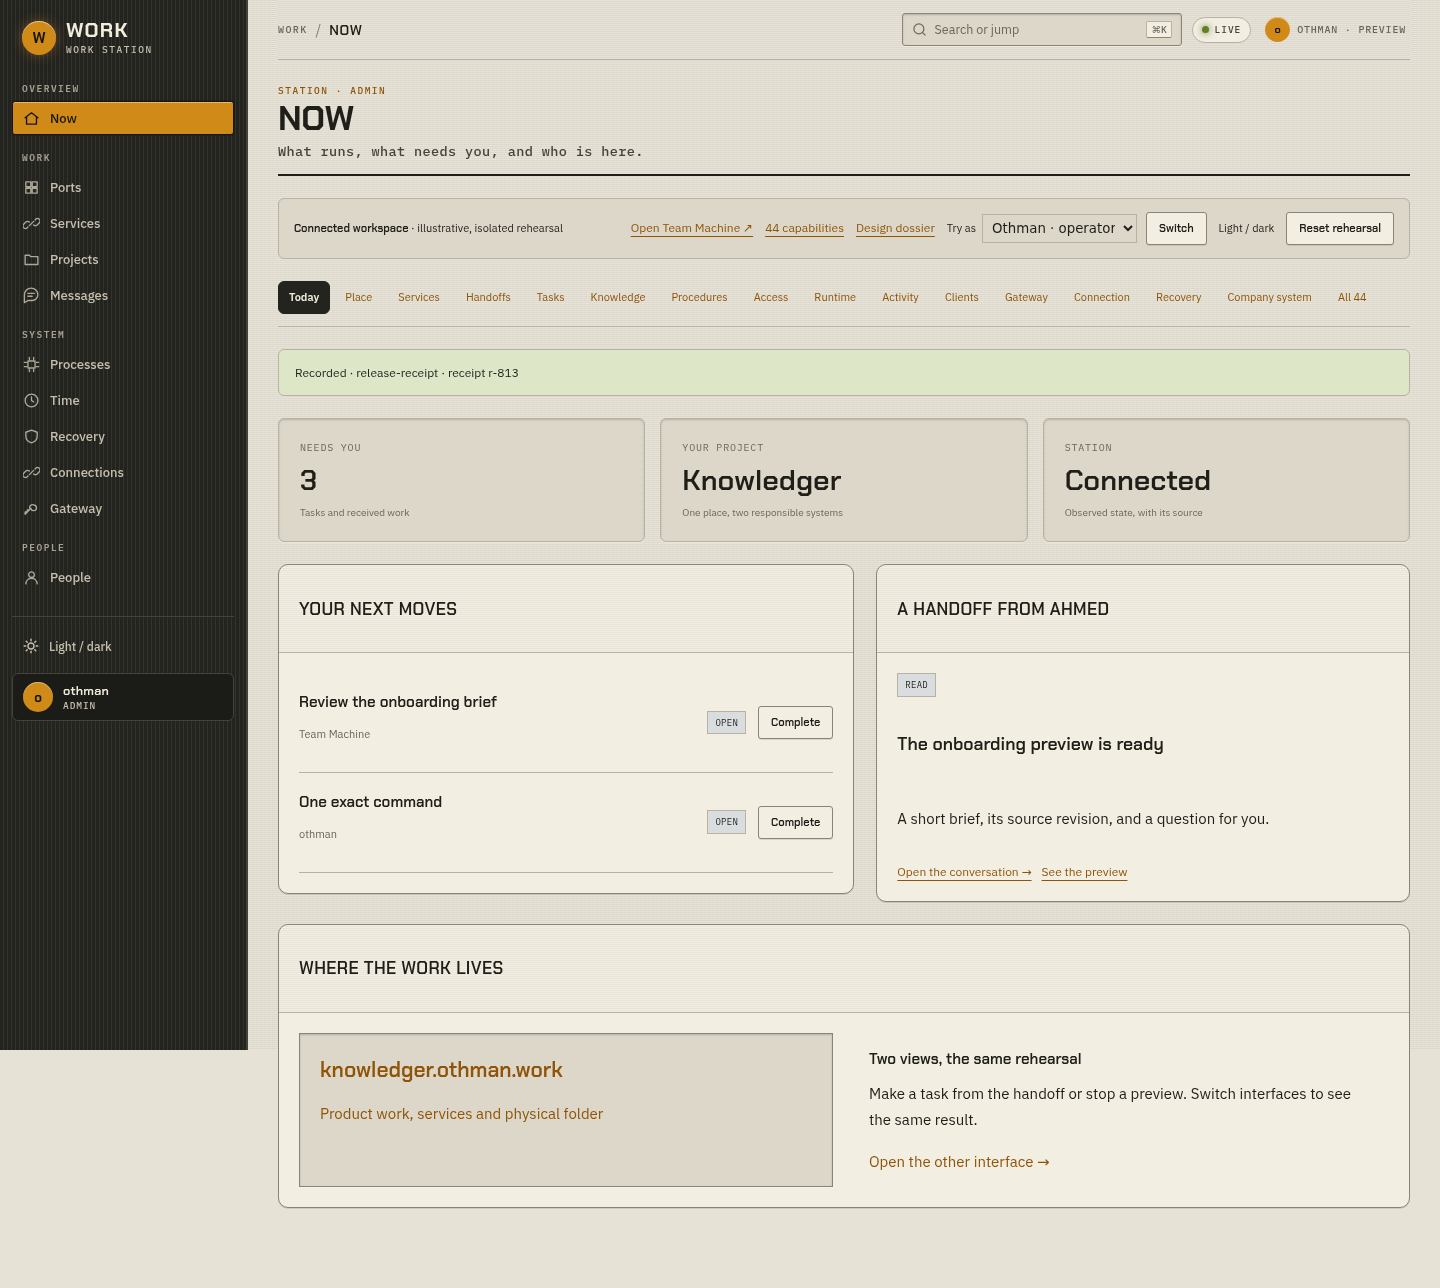 W
WORK
WORK STATION
OVERVIEW
Now
WORK
Ports
Services
Projects
Messages
SYSTEM
Processes
Time
Recovery
Connections
Gateway
PEOPLE
People
Light / dark
o
othman
ADMIN
WORK / NOW
Search or jump ⌘K
LIVE
o
OTHMAN · PREVIEW
STATION · ADMIN
NOW
What runs, what needs you, and who is here.
Connected workspace · illustrative, isolated rehearsal
Open Team Machine ↗ 44 capabilities Design dossier Try as Othman · operator Switch Light / dark Reset rehearsal
Today Place Services Handoffs Tasks Knowledge Procedures Access Runtime Activity Clients Gateway Connection Recovery Company system All 44
Recorded · release-receipt · receipt r-813
NEEDS YOU
3
Tasks and received work
YOUR PROJECT
Knowledger
One place, two responsible systems
STATION
Connected
Observed state, with its source
YOUR NEXT MOVES
Review the onboarding brief
Team Machine
OPEN Complete
One exact command
othman
OPEN Complete
A HANDOFF FROM AHMED
READ
The onboarding preview is ready
A short brief, its source revision, and a question for you.
Open the conversation → See the preview
WHERE THE WORK LIVES
knowledger.othman.work
Product work, services and physical folder
Two views, the same rehearsal
Make a task from the handoff or stop a preview. Switch interfaces to see
the same result.
Open the other interface →